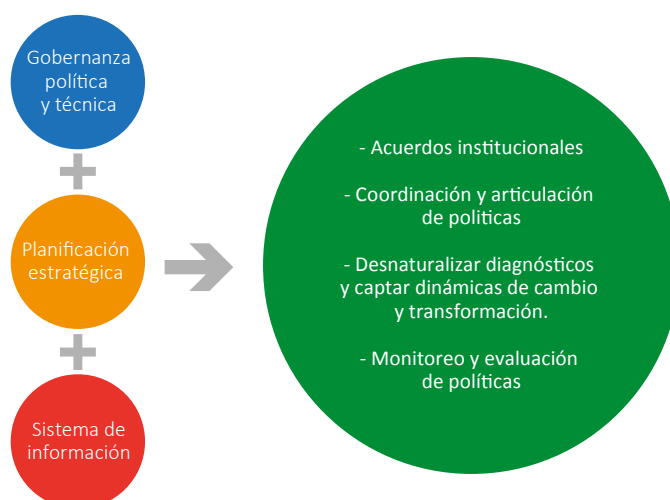 Gobernanza
política
y técnica
Planificación
estratégica
Sistema de
información
- Acuerdos institucionales
- Coordinación y articulación
de politicas
- Desnaturalizar diagnósticos
y captar dinámicas de cambio
y transformación.
- Monitoreo y evaluación
de políticas